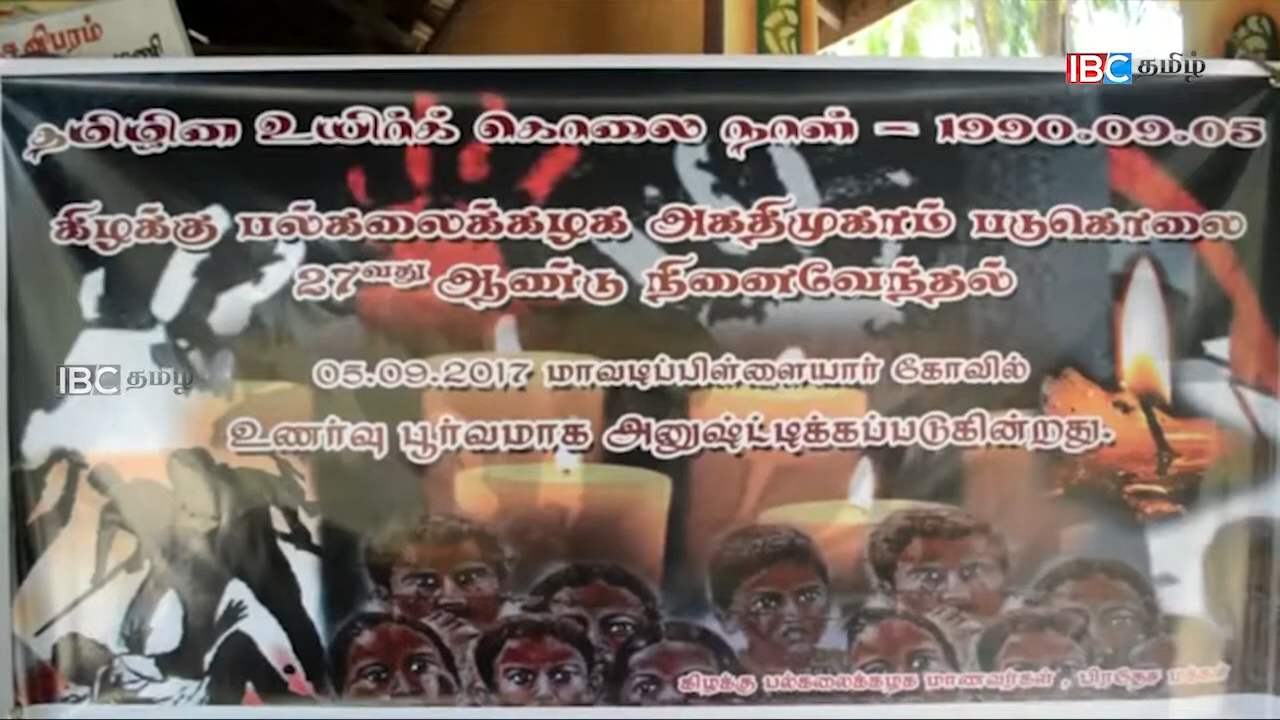 விபரம்
IBC தமிழ்
தமிழின உயிர்க் கொலை நாள் – 1990.09.05
கிழக்கு பல்கலைக்கழக அகதிமுகாம் படுகொலை
27வது ஆண்டு நினைவேந்தல்
IBC தமிழ்
05.09.2017 மாவடிப்பிள்ளையார் கோவில்
உணர்வு பூர்வமாக அனுஷ்ட்டிக்கப்படுகின்றது.
கிழக்கு பல்கலைக்கழக மாணவர்கள் , பிரதேச மக்கள்